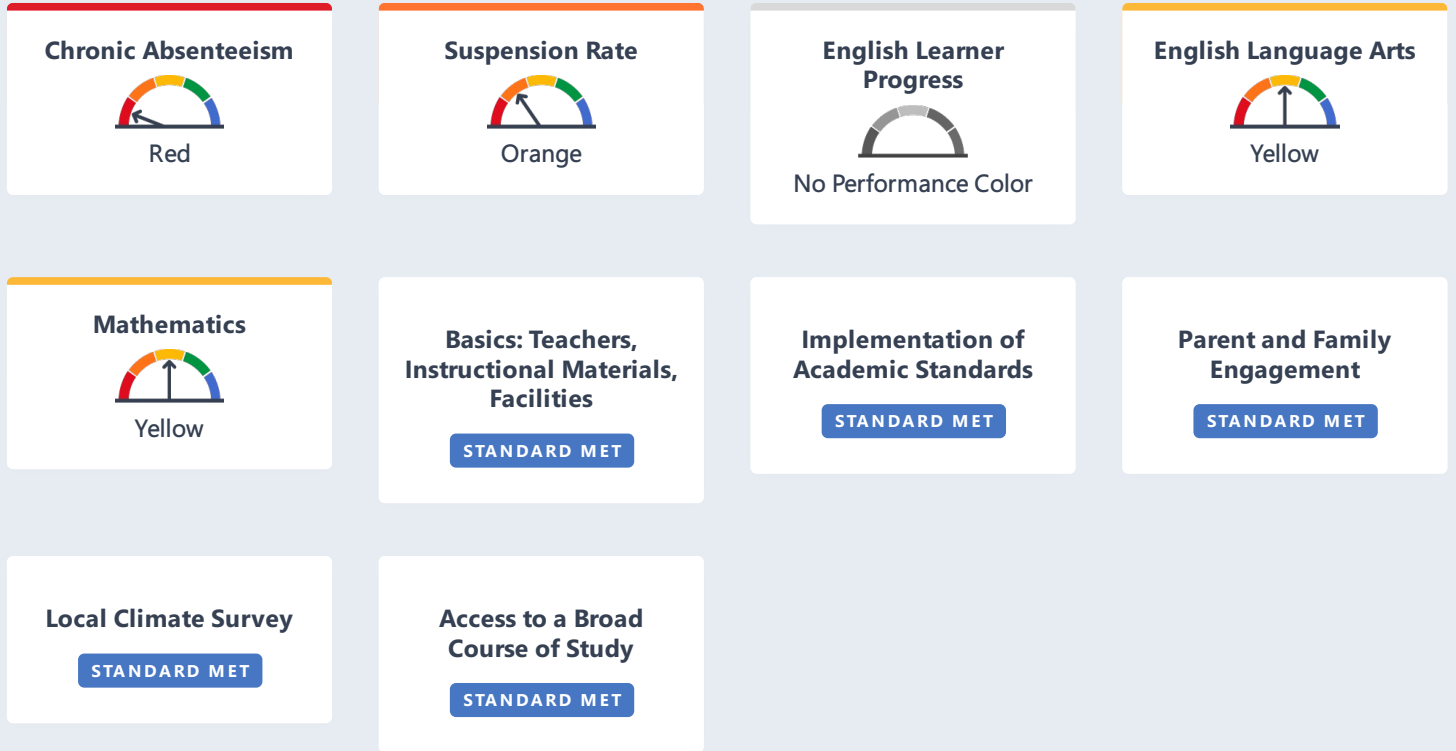 Chronic Absenteeism
Red
Suspension Rate
Orange
English Learner
Progress
No Performance Color
English Language Arts
Yellow
Mathematics
Yellow
Basics: Teachers,
Instructional Materials,
Facilities
STANDARD MET
Implementation of
Academic Standards
STANDARD MET
Parent and Family
Engagement
STANDARD MET
Local Climate Survey
STANDARD MET
Access to a Broad
Course of Study
STANDARD MET